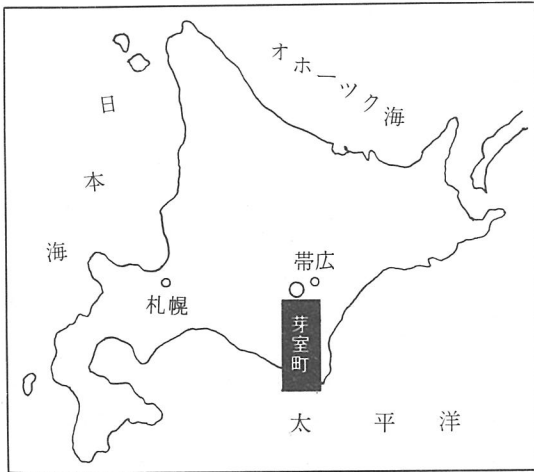 オホーツク海
日本海
帯広
札幌
芽室町
太平洋